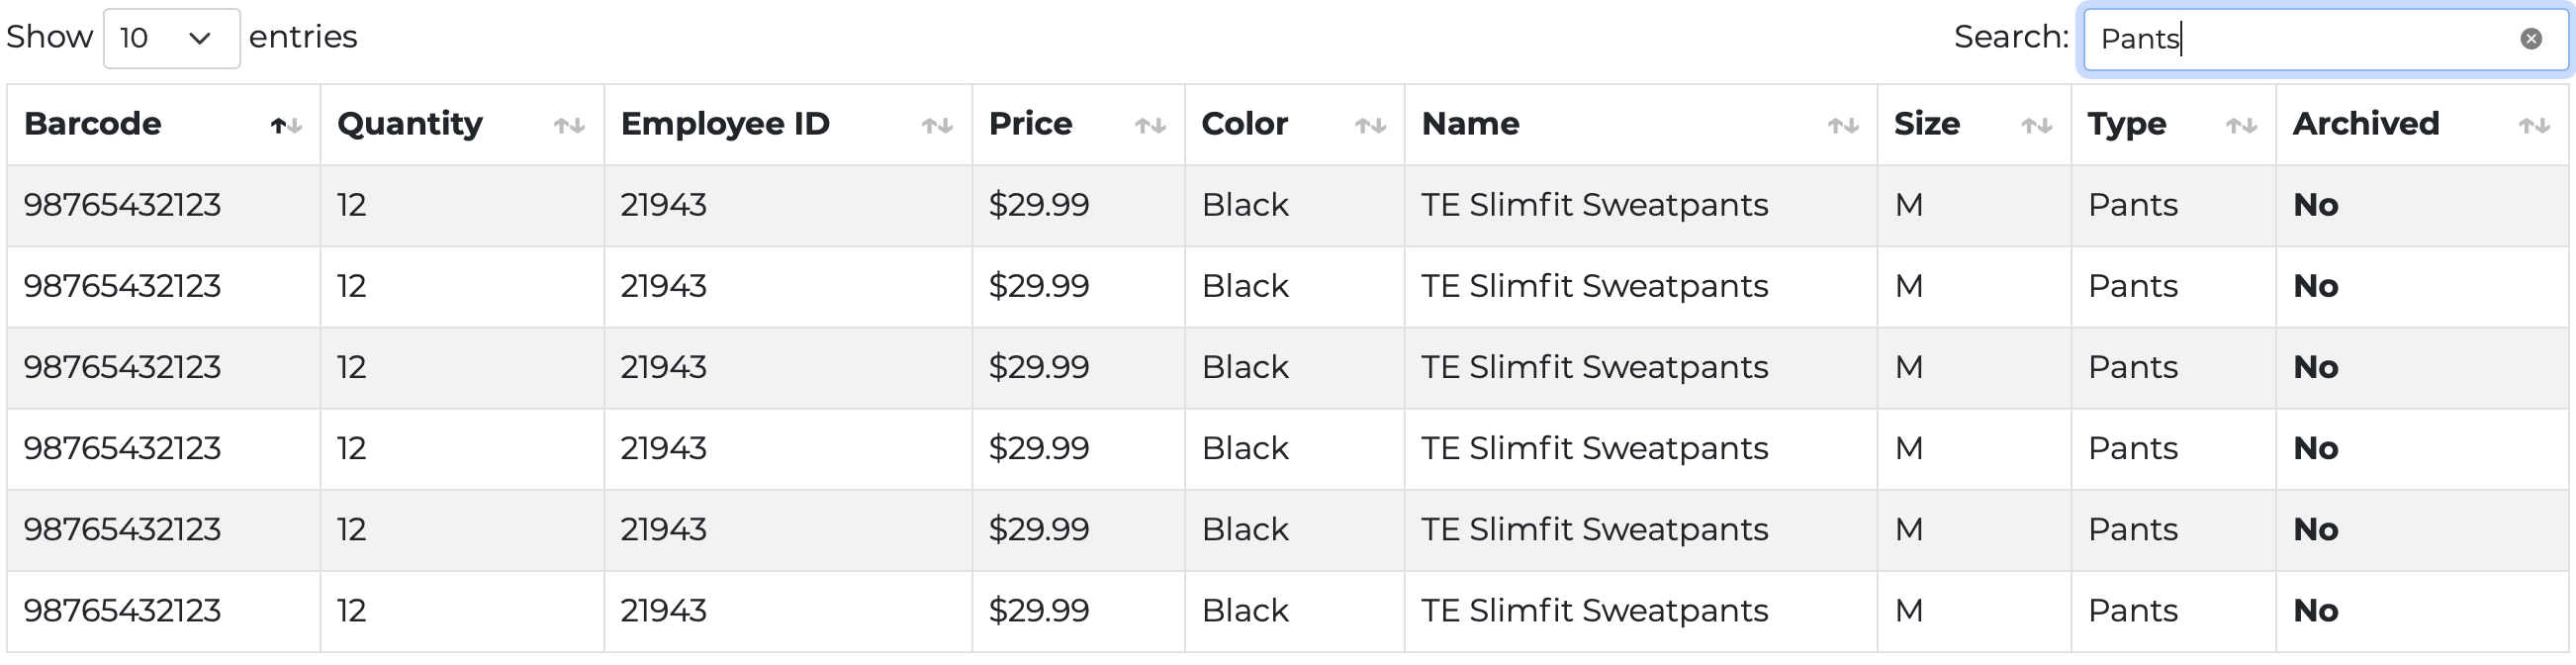 Show 10 entries Search: Pants
Barcode Quantity Employee ID Price Color Name Size Type Archived
98765432123 12 21943 $29.99 Black TE Slimfit Sweatpants M Pants No
98765432123 12 21943 $29.99 Black TE Slimfit Sweatpants M Pants No
98765432123 12 21943 $29.99 Black TE Slimfit Sweatpants M Pants No
98765432123 12 21943 $29.99 Black TE Slimfit Sweatpants M Pants No
98765432123 12 21943 $29.99 Black TE Slimfit Sweatpants M Pants No
98765432123 12 21943 $29.99 Black TE Slimfit Sweatpants M Pants No